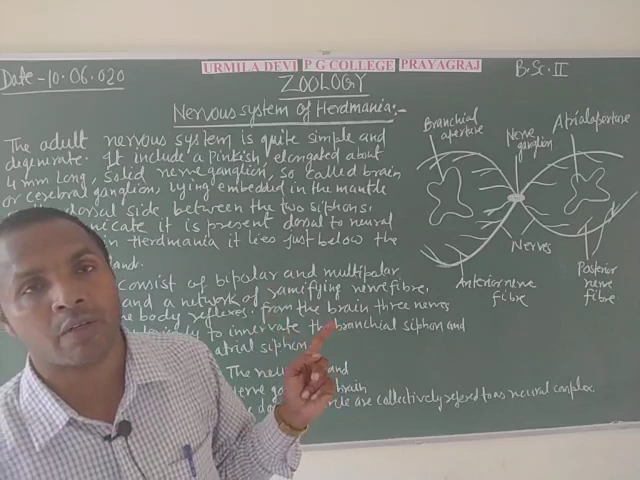 Date - 10.06.020
URMILA DEVI P G COLLEGE PRAYAGRAJ
B.Sc. II
ZOOLOGY
Nervous system of Herdmania:-
The adult nervous system is quite simple and
degenerate. It include a pinkish, elongated about
4mm long, solid nerve ganglion, so called brain
or cerebral ganglion, lying embedded in the mantle
dorsal side between the two siphons.
it is present dorsal to neural
in Herdmania it lies just below the
land.
consist of bipolar and multipolar
and a network of ramifying nerve fibre.
body reflexes. From the brain three nerves
to innervate the branchial siphon and
atrial siphon
The neural
and
brain
are collectively refered to as neural complex
Branchial
aperture
Nerve
ganglion
Atrial aperture
Nerves
Anterior nerve
fibre
Posterior
nerve
fibre